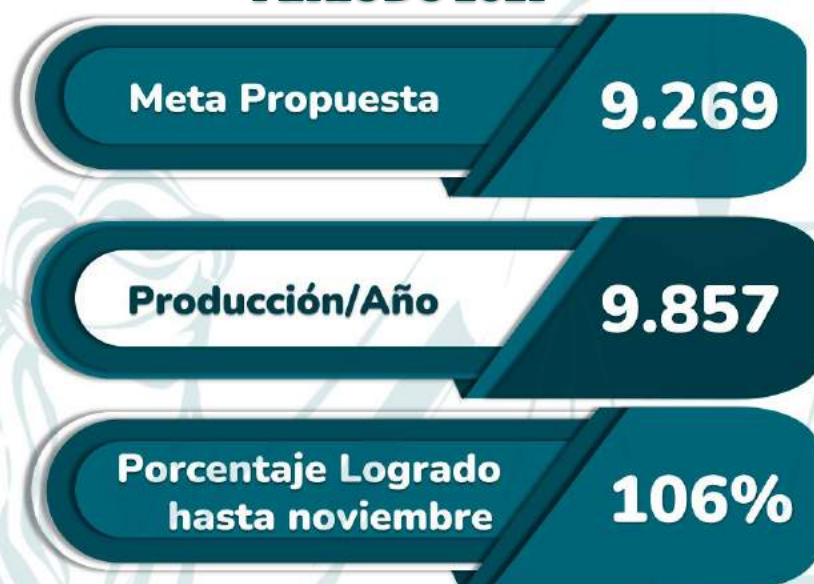 Meta Propuesta 9.269
Producción/Año 9.857
Porcentaje Logrado
hasta noviembre 106%